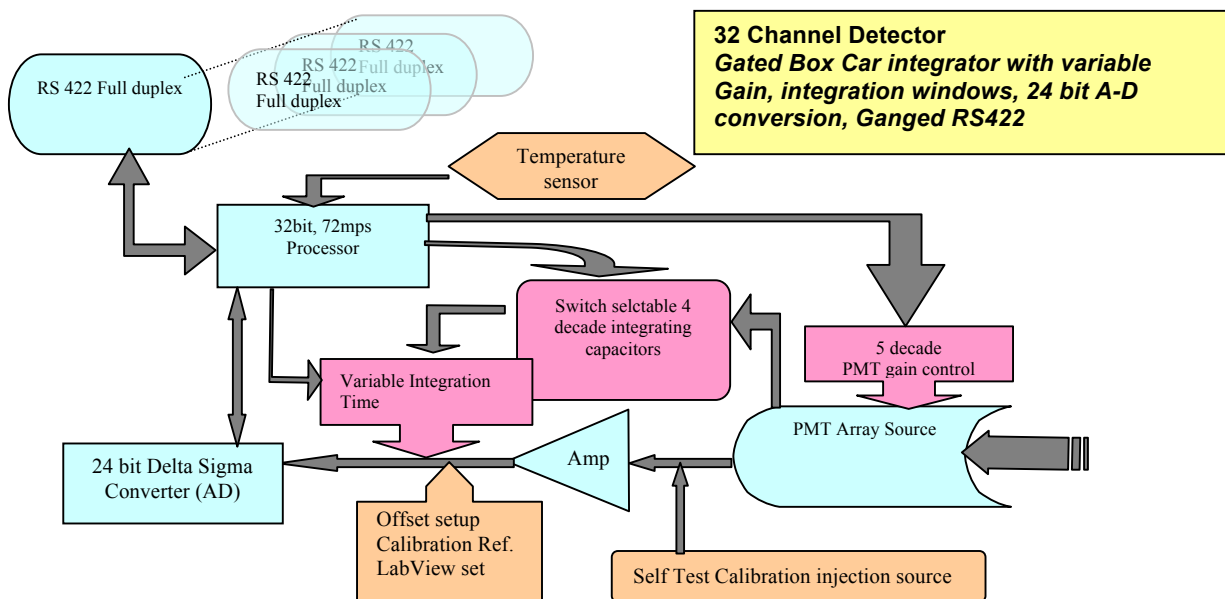 32 Channel Detector
Gated Box Car integrator with variable
Gain, integration windows, 24 bit A-D
conversion, Ganged RS422
RS 422 Full duplex
RS 422
Full duplex
RS 422
Full duplex
RS 422
Full duplex
Temperature
sensor
32bit, 72mps
Processor
Switch selctable 4
decade integrating
capacitors
5 decade
PMT gain control
Variable Integration
Time
PMT Array Source
24 bit Delta Sigma
Converter (AD)
Amp
Offset setup
Calibration Ref.
LabView set
Self Test Calibration injection source